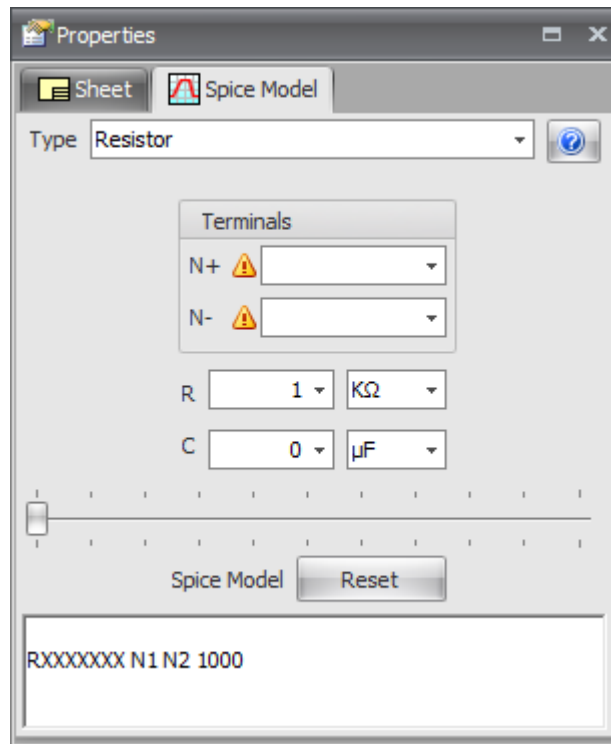 Properties
Sheet Spice Model
Type Resistor
Terminals
N+
N-
R 1 KΩ
C 0 µF
Spice Model Reset
RXXXXXXX N1 N2 1000